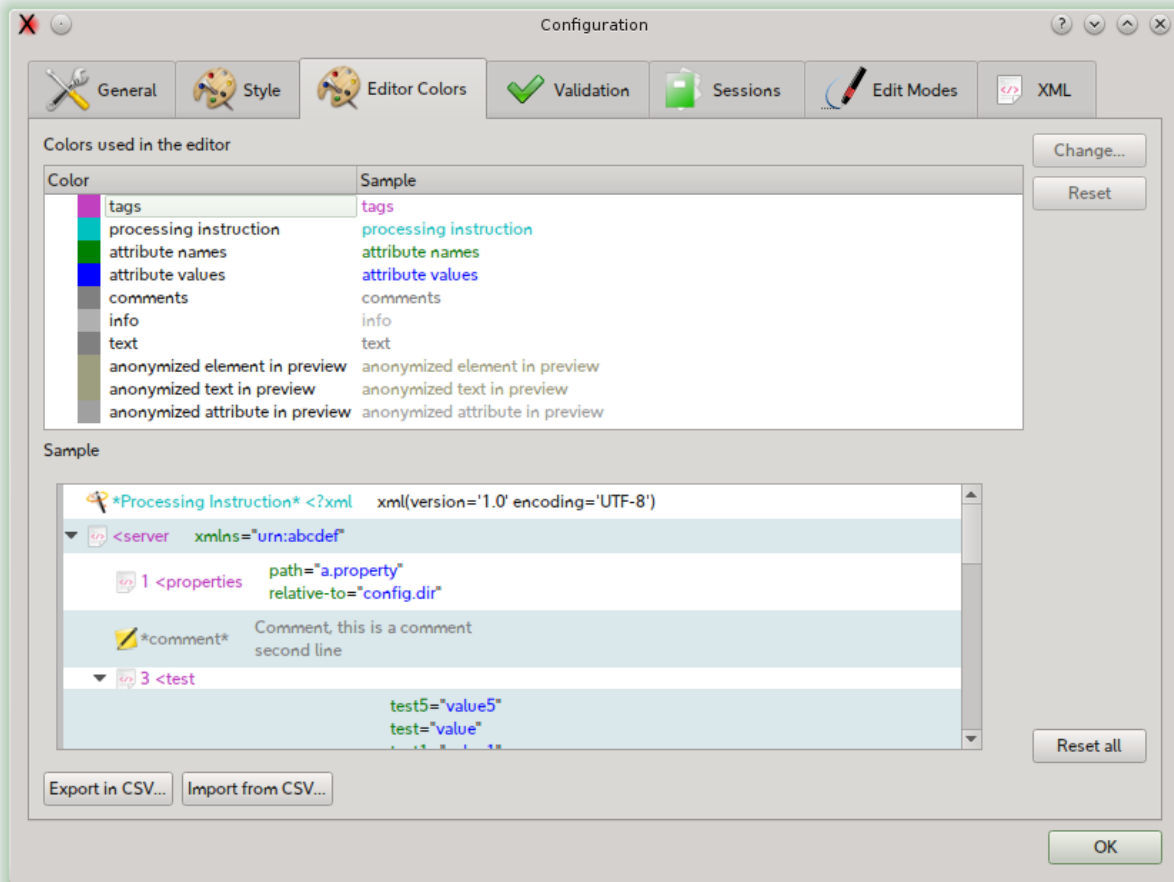 Configuration
General Style Editor Colors Validation Sessions Edit Modes XML
Colors used in the editor
Change...
Color Sample
Reset
tags tags
processing instruction processing instruction
attribute names attribute names
attribute values attribute values
comments comments
info info
text text
anonymized element in preview anonymized element in preview
anonymized text in preview anonymized text in preview
anonymized attribute in preview anonymized attribute in preview
Sample
*Processing Instruction* <?xml xml(version='1.0' encoding='UTF-8')
<server xmlns="urn:abcdef"
1 <properties path="a.property"
relative-to="config.dir"
*comment* Comment, this is a comment
second line
3 <test
test5="value5"
test="value"
Reset all
Export in CSV... Import from CSV...
OK